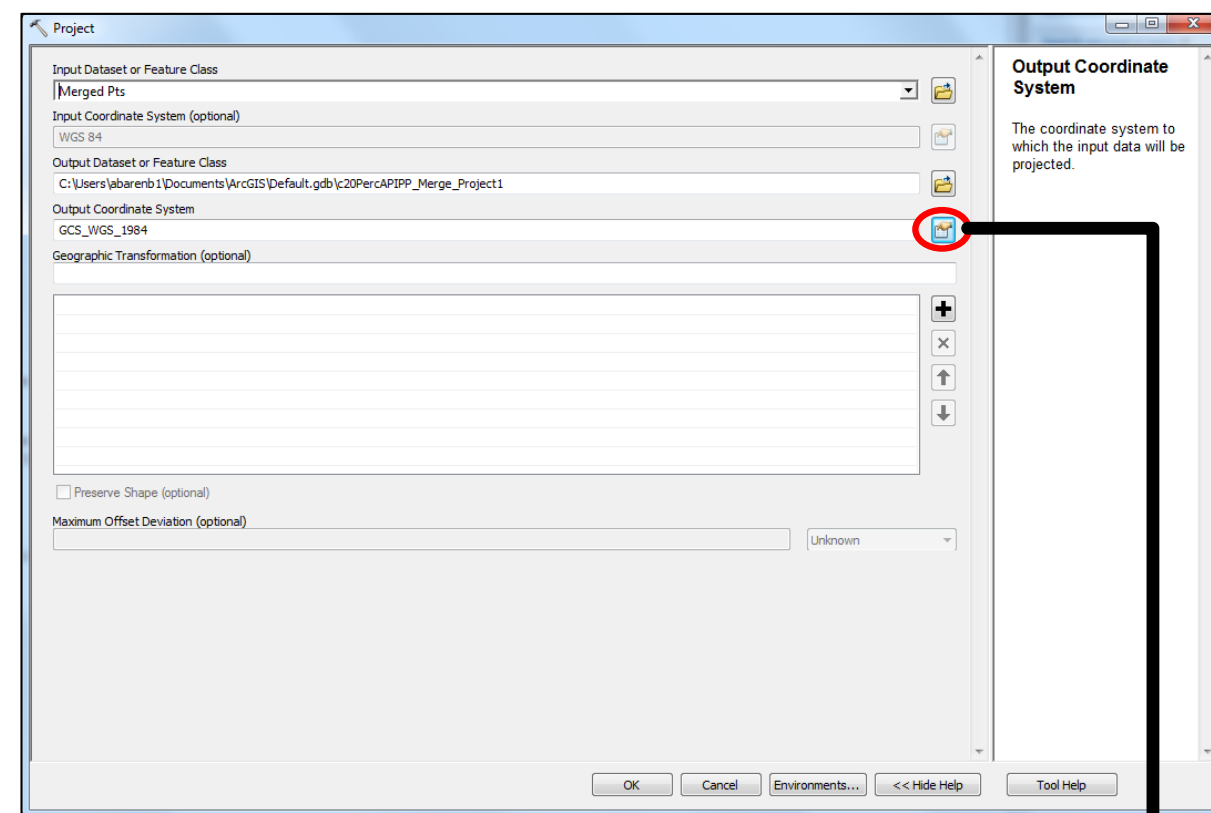 Project
Input Dataset or Feature Class
Merged Pts
Input Coordinate System (optional)
WGS 84
Output Dataset or Feature Class
C:\Users\abarenb1\Documents\ArcGIS\Default.gdb\c20PercAPIPP_Merge_Project1
Output Coordinate System
GCS_WGS_1984
Geographic Transformation (optional)
Preserve Shape (optional)
Maximum Offset Deviation (optional)
Unknown
OK
Cancel
Environments...
<< Hide Help
Output Coordinate
System
The coordinate system to
which the input data will be
projected.
Tool Help